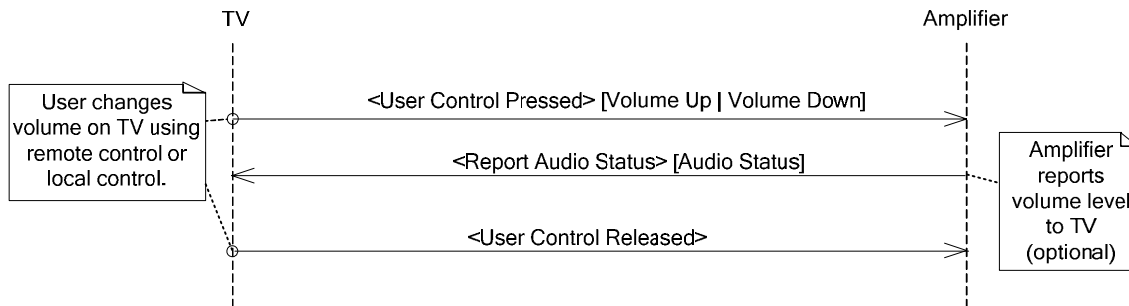 TV
Amplifier
User changes
volume on TV using
remote control or
local control.
<User Control Pressed> [Volume Up | Volume Down]
<Report Audio Status> [Audio Status]
Amplifier
reports
volume level
to TV
(optional)
<User Control Released>